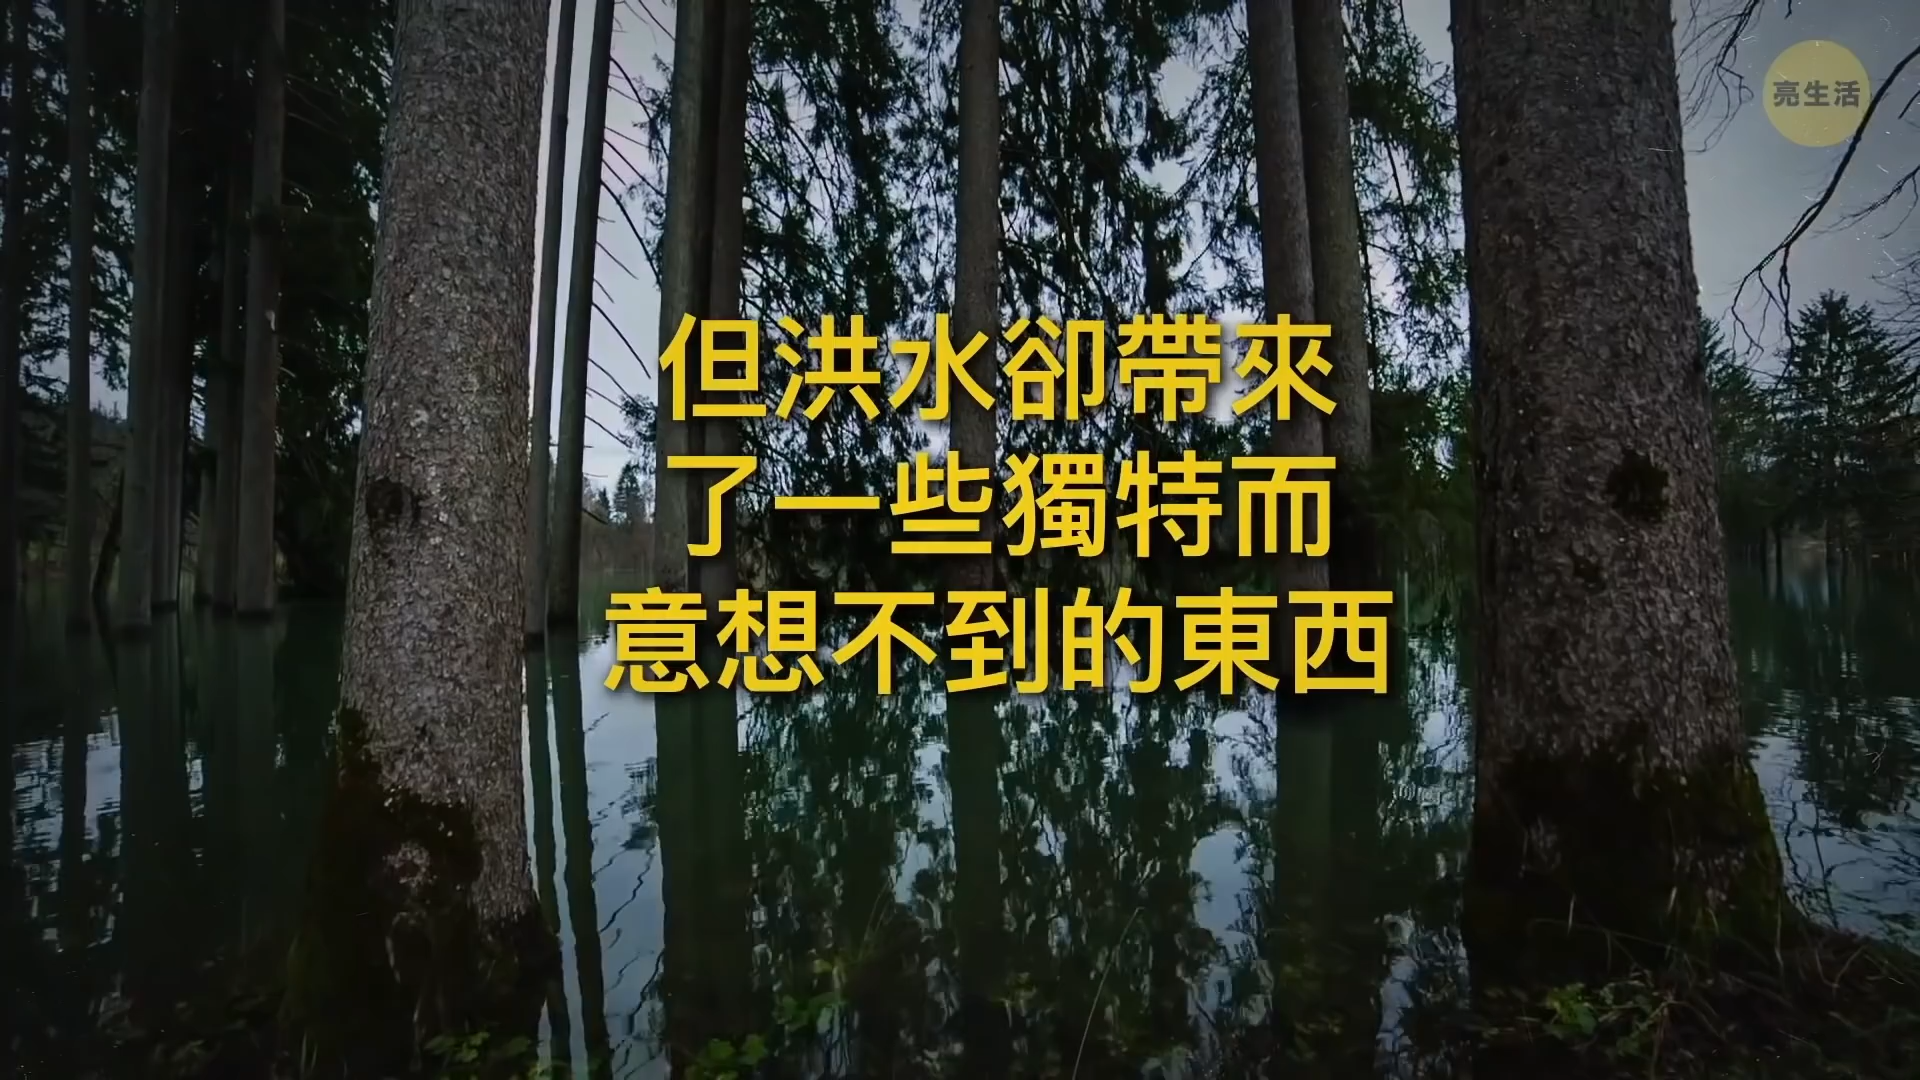 亮生活
但洪水卻帶來
了一些獨特而
意想不到的東西